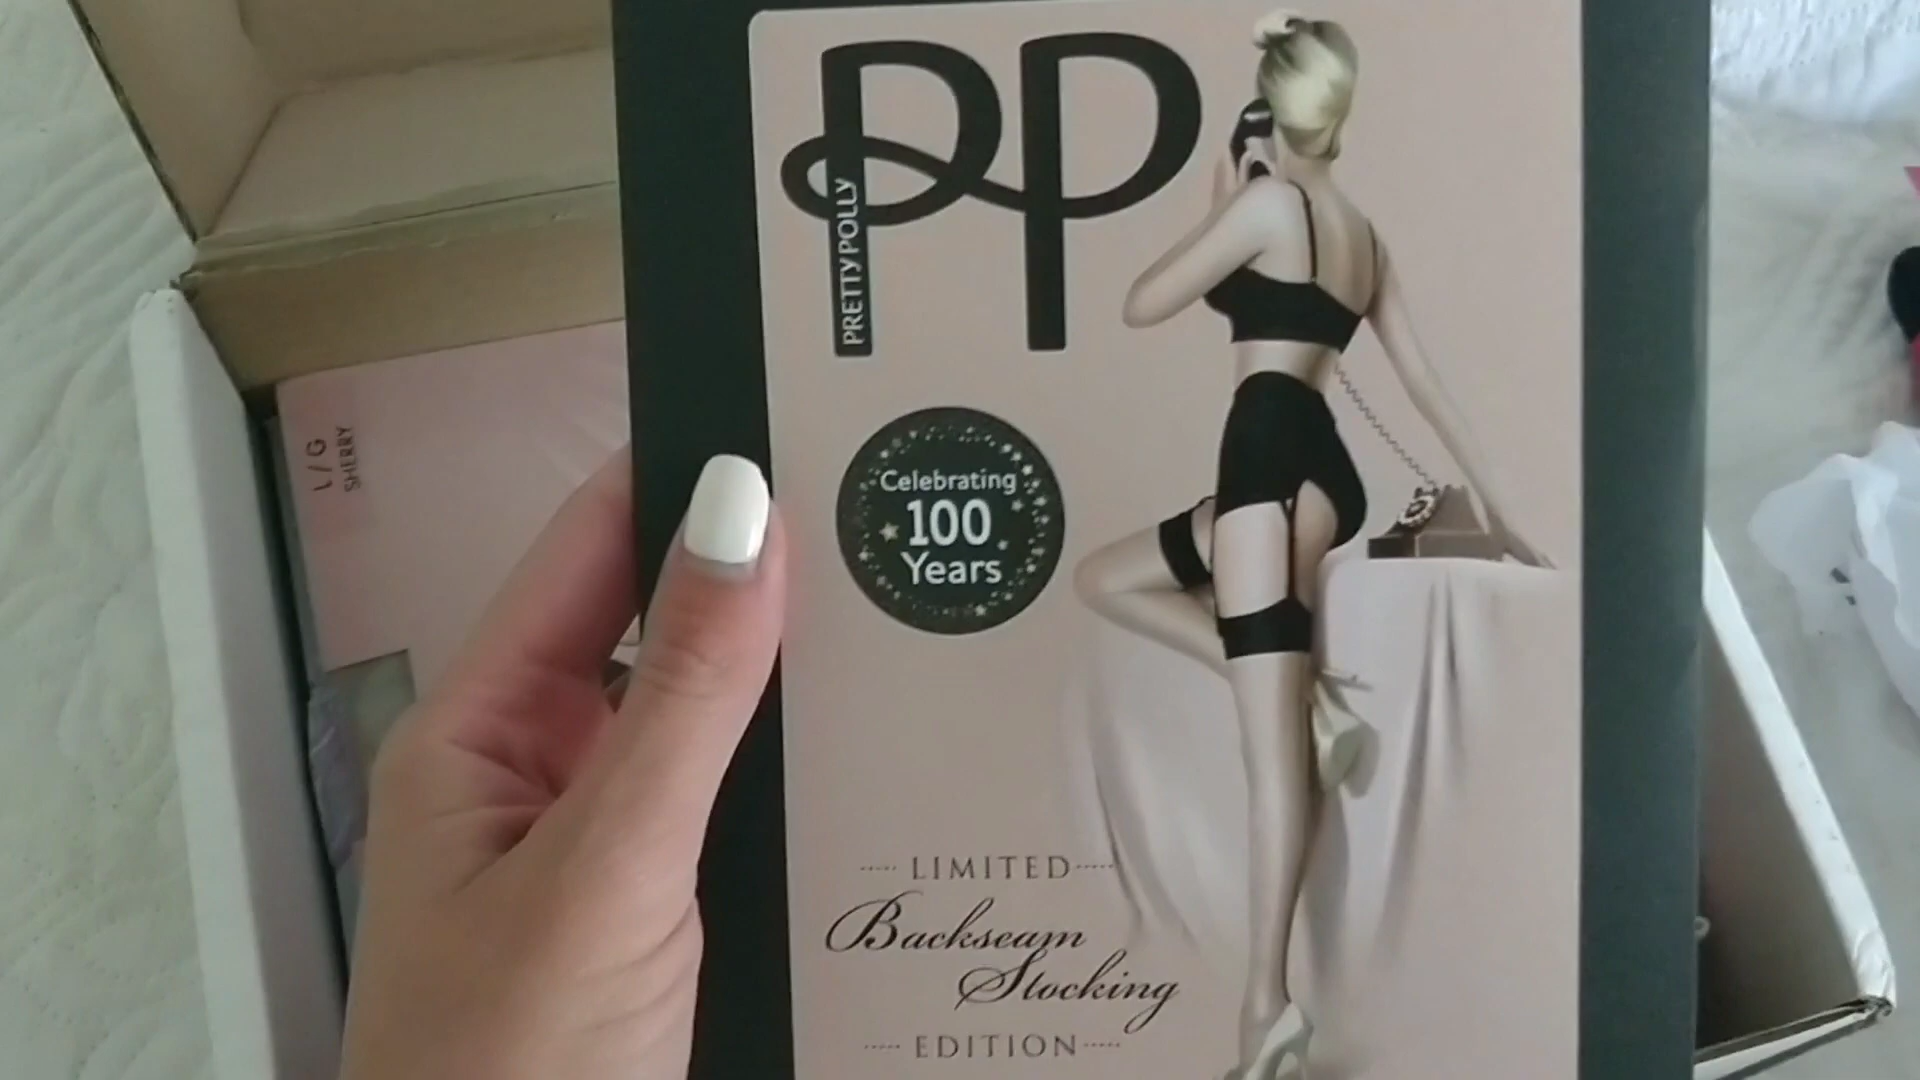 PP
PRETTY POLLY
Celebrating
100
Years
LIMITED
Backseam
Stocking
EDITION
L / G
SHERRY